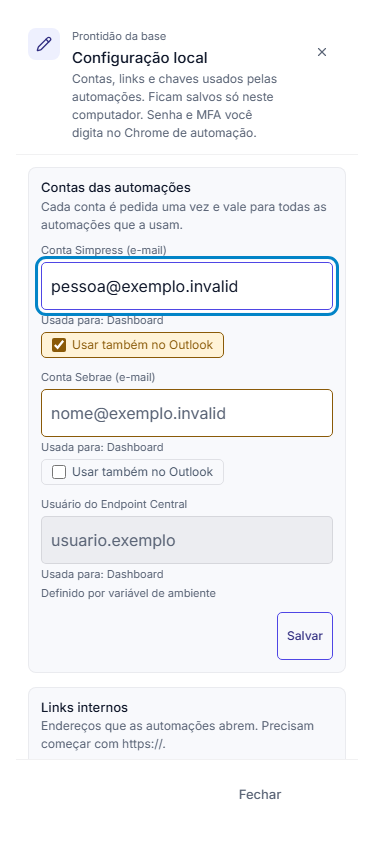 Prontidão da base
Configuração local
Contas, links e chaves usados pelas
automações. Ficam salvos só neste
computador. Senha e MFA você
digita no Chrome de automação.
Contas das automações
Cada conta é pedida uma vez e vale para todas as
automações que a usam.
Conta Simpress (e-mail)
pessoa@exemplo.invalid
Usada para: Dashboard
Usar também no Outlook
Conta Sebrae (e-mail)
nome@exemplo.invalid
Usada para: Dashboard
Usar também no Outlook
Usuário do Endpoint Central
usuario.exemplo
Usada para: Dashboard
Definido por variável de ambiente
Salvar
Links internos
Endereços que as automações abrem. Precisam
começar com https://.
Fechar